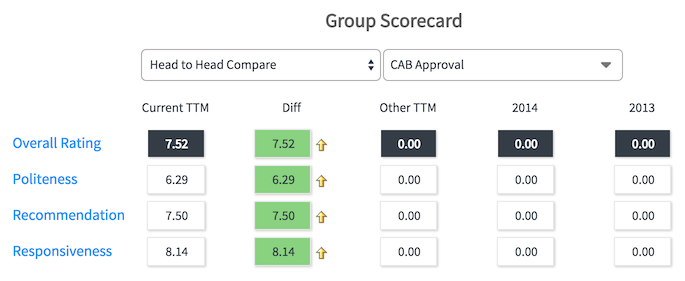 Group Scorecard
Head to Head Compare CAB Approval
Current TTM Diff Other TTM 2014 2013
Overall Rating 7.52 7.52 0.00 0.00 0.00
Politeness 6.29 6.29 0.00 0.00 0.00
Recommendation 7.50 7.50 0.00 0.00 0.00
Responsiveness 8.14 8.14 0.00 0.00 0.00